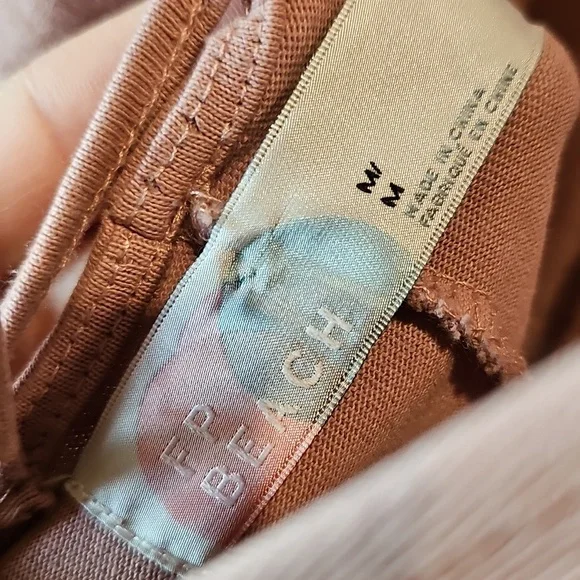 FP
BEACH
M/
M
MADE IN CHINA
FABRIQUÉ EN CHINE